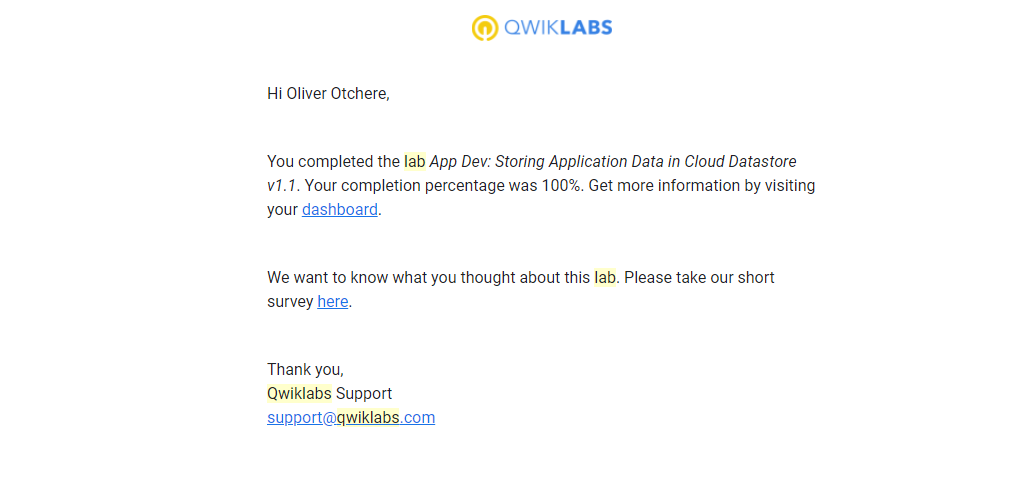 QWIKLABS
Hi Oliver Otchere,
You completed the lab App Dev: Storing Application Data in Cloud Datastore
v1.1. Your completion percentage was 100%. Get more information by visiting
your dashboard.
We want to know what you thought about this lab. Please take our short
survey here.
Thank you,
Qwiklabs Support
support@qwiklabs.com